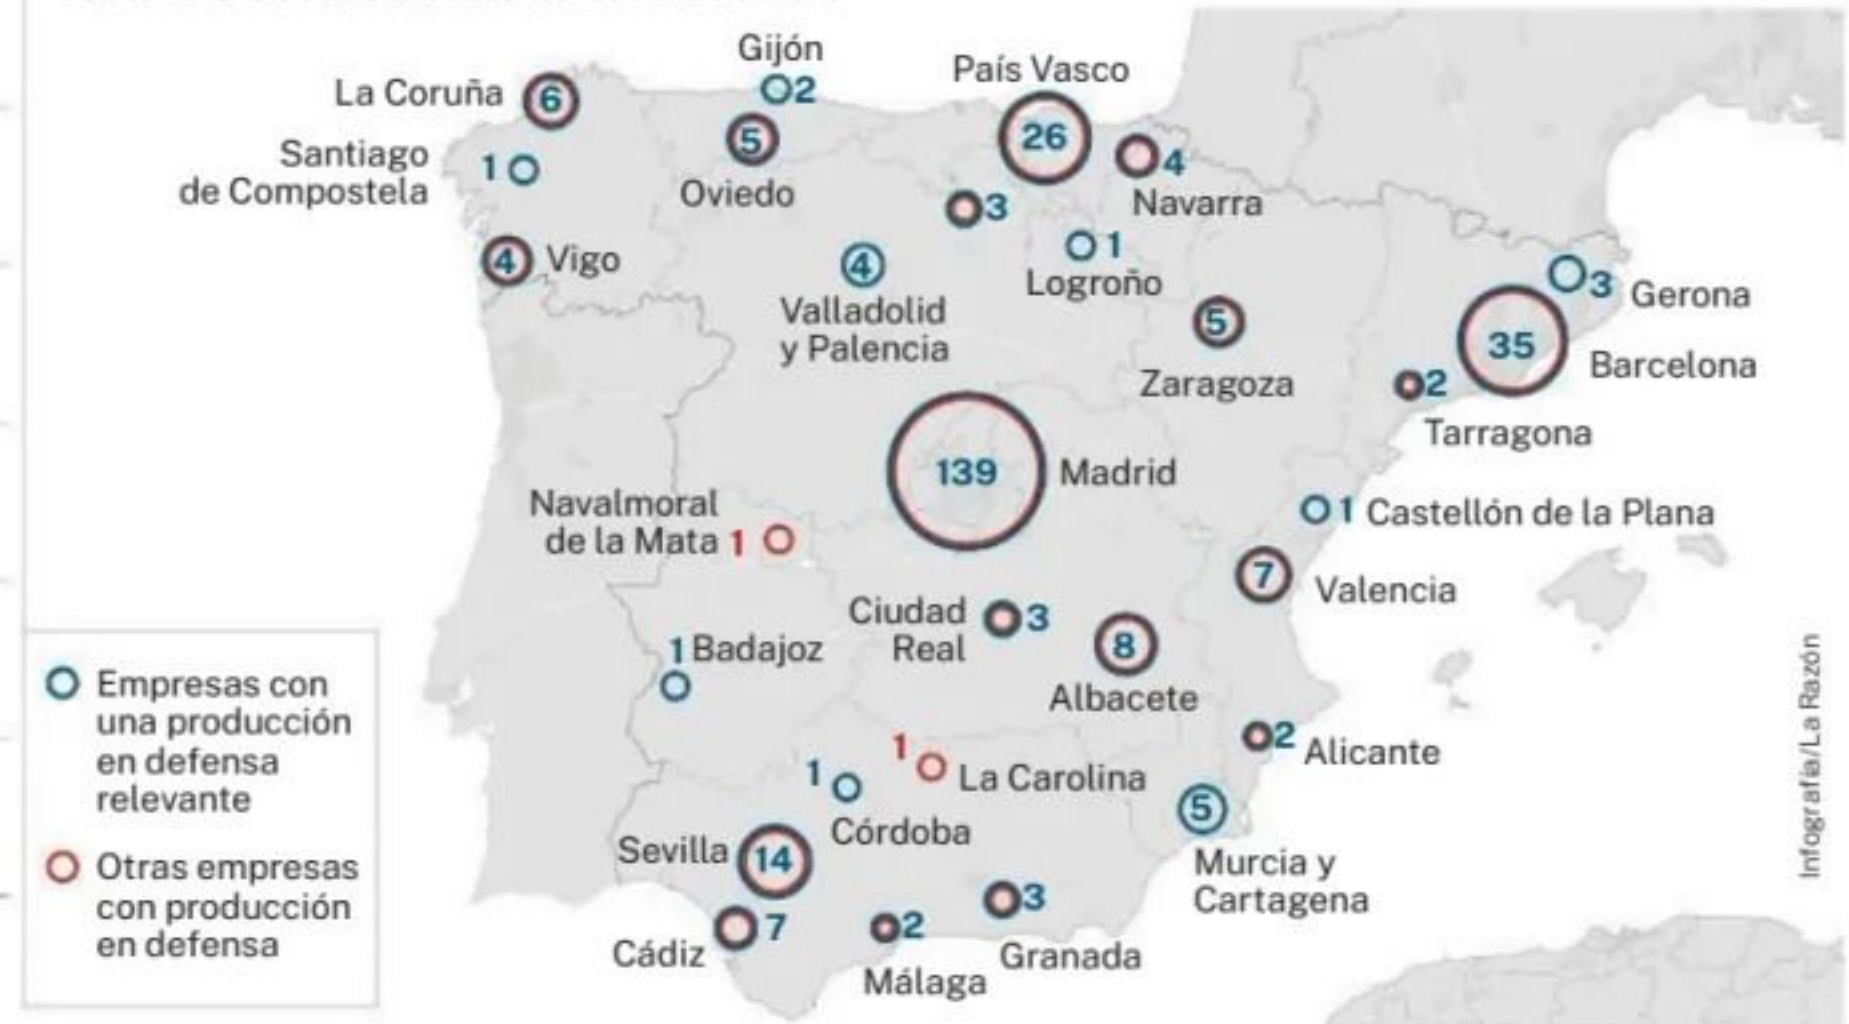 Gijón
2
País Vasco
26
La Coruña
6
5
Oviedo
4
Navarra
Santiago
de Compostela
1
3
1
Logroño
4
Vigo
4
Valladolid
y Palencia
3
Gerona
35
Barcelona
5
Zaragoza
2
Tarragona
139
Madrid
Navalmoral
de la Mata 1
1 Castellón de la Plana
7
Valencia
Ciudad
Real
3
8
Albacete
1 Badajoz
2 Alicante
1
La Carolina
1
Córdoba
5
Murcia y
Cartagena
Sevilla
14
3
Granada
7
Cádiz
2
Málaga
Empresas con
una producción
en defensa
relevante
Otras empresas
con producción
en defensa
Infografía/La Razón